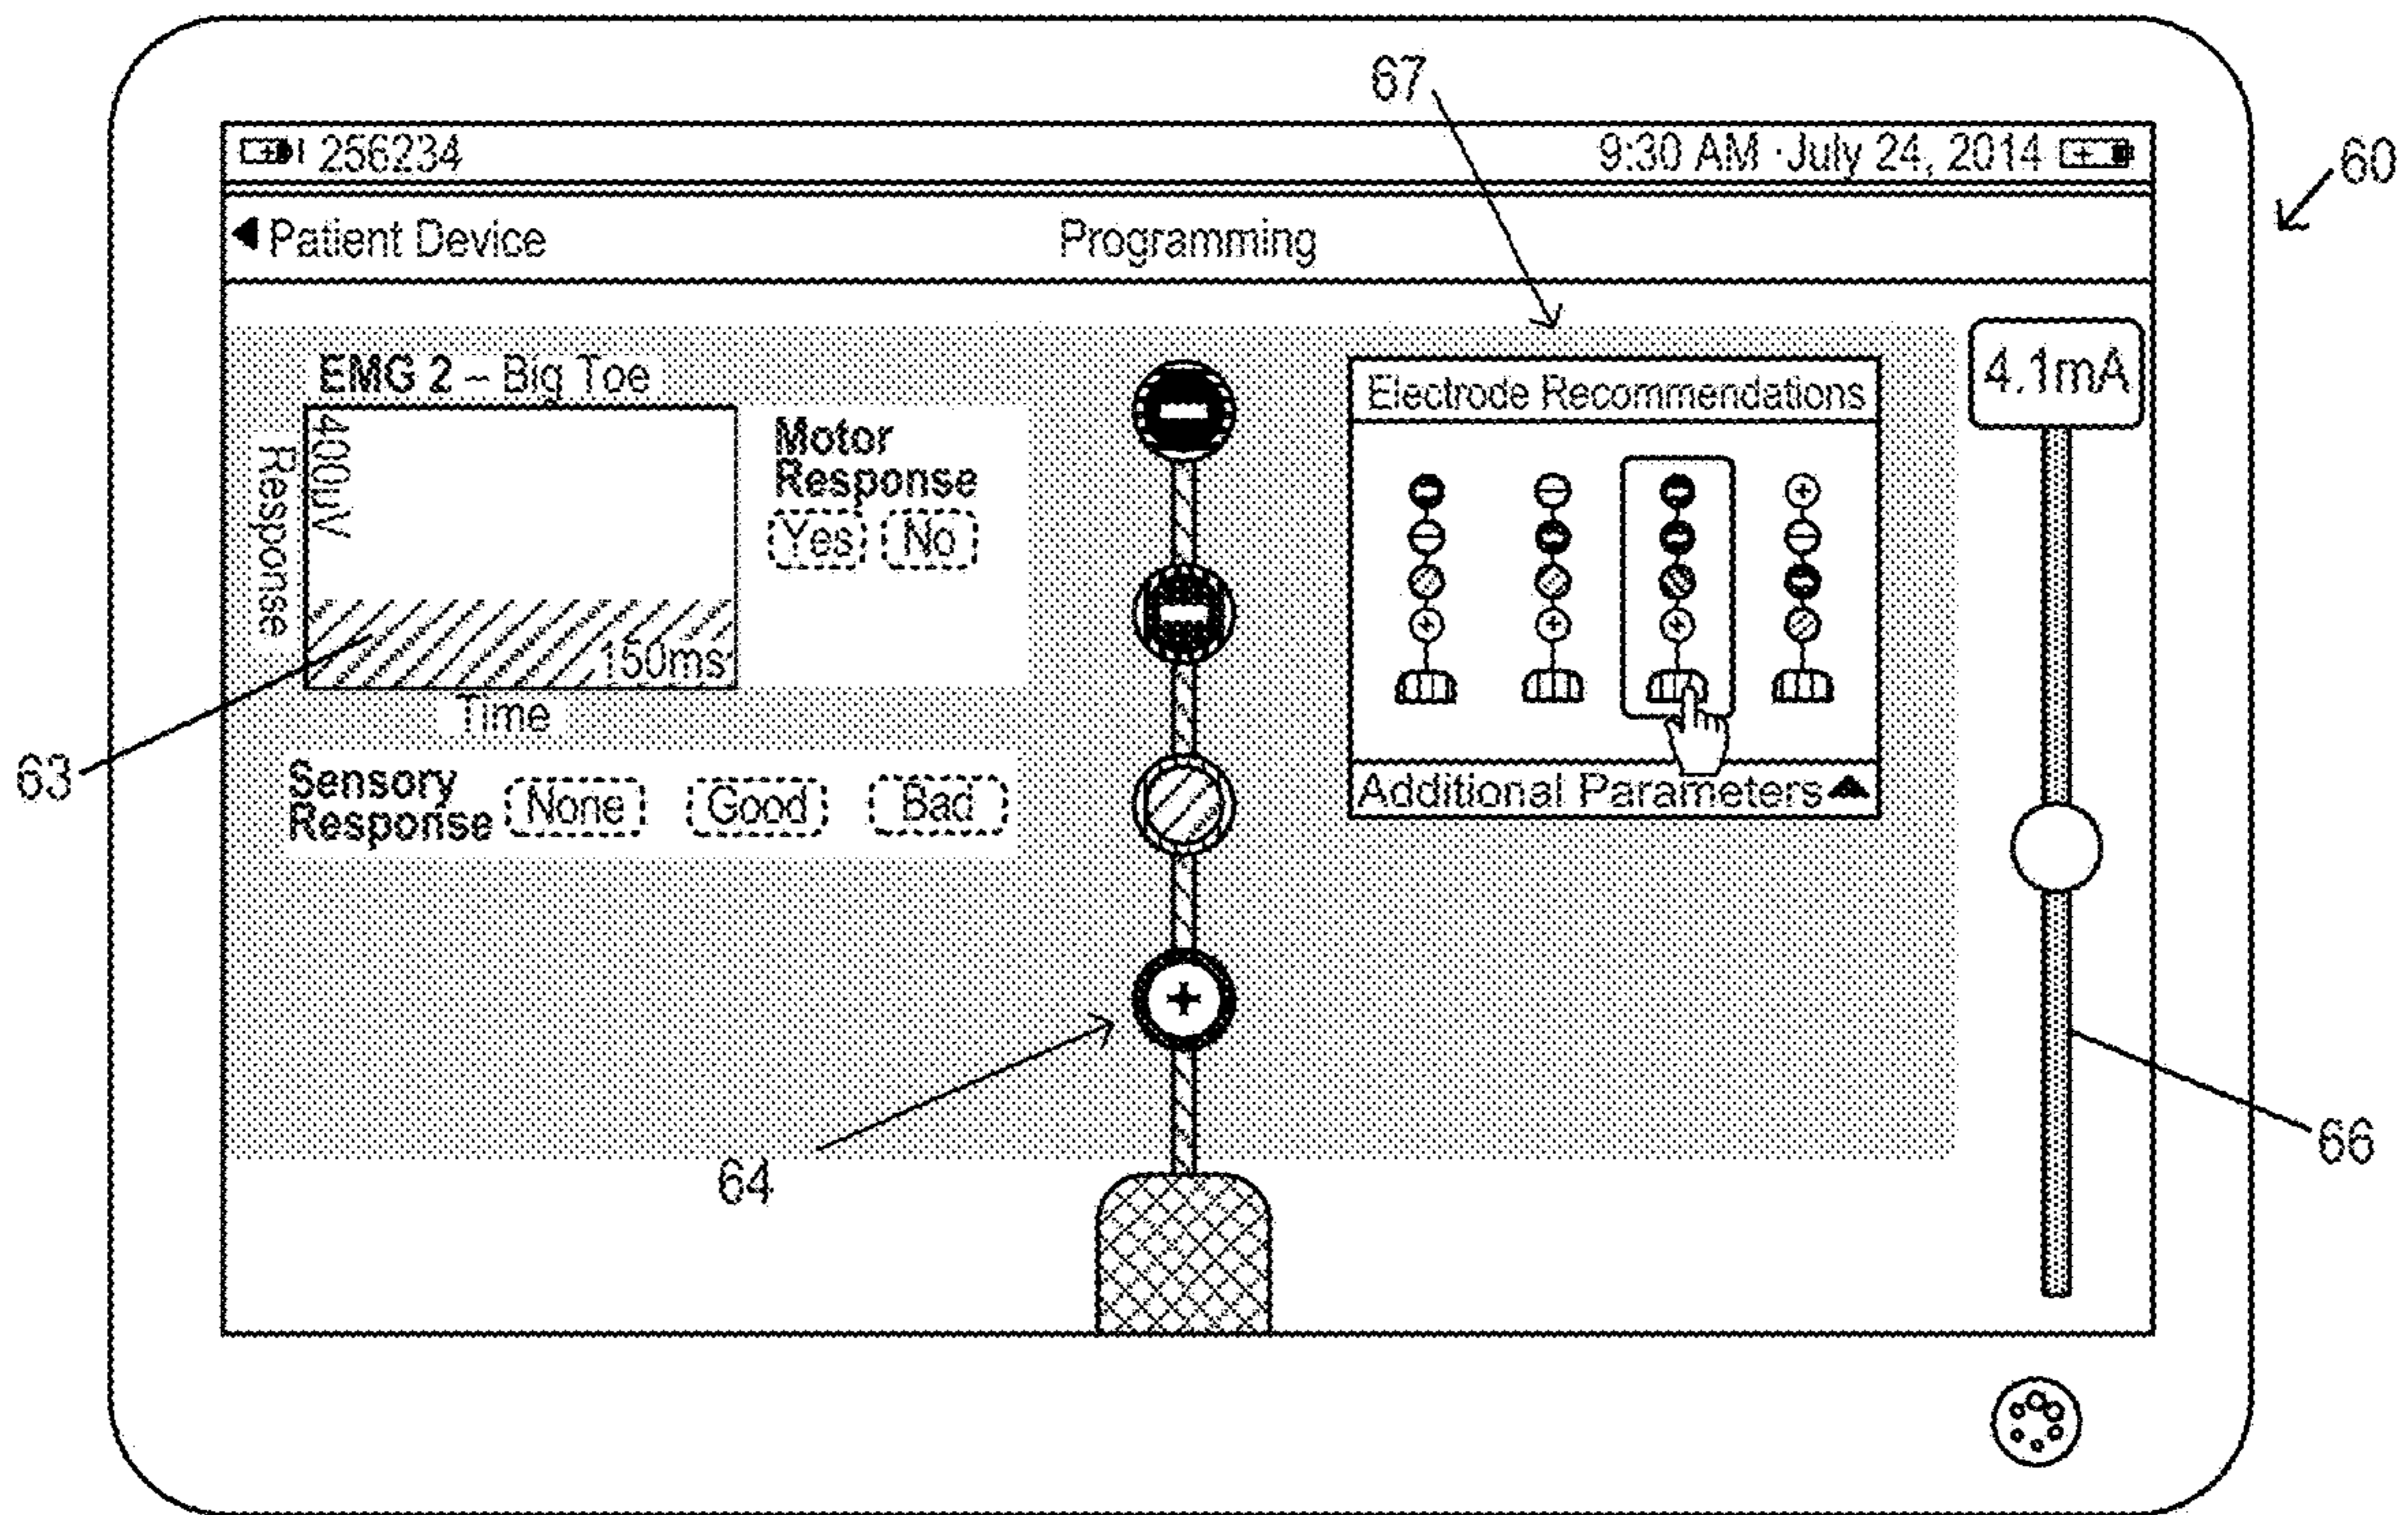 67
256234
9:30 AM · July 24, 2014
60
Patient Device
Programming
EMG 2 – Big Toe
400uV
Response
150ms
Time
Motor
Response
Yes No
63
Sensory
Response
None Good Bad
Electrode Recommendations
Additional Parameters
4.1mA
64
66